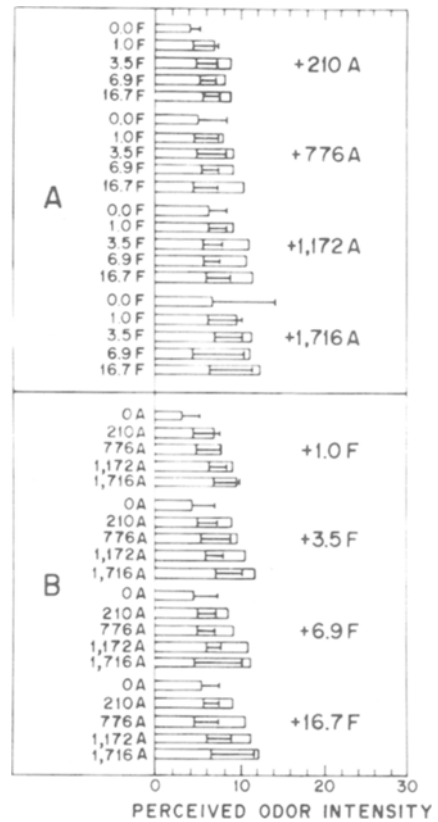 0.0 F
1.0 F
3.5 F
6.9 F
16.7 F
+210 A
0.0 F
1.0 F
3.5 F
6.9 F
16.7 F
+776 A
A
0.0 F
1.0 F
3.5 F
6.9 F
16.7 F
+1,172 A
0.0 F
1.0 F
3.5 F
6.9 F
16.7 F
+1,716 A
0 A
210 A
776 A
1,172 A
1,716 A
+1.0 F
0 A
210 A
776 A
1,172 A
1,716 A
+3.5 F
B
0 A
210 A
776 A
1,172 A
1,716 A
+6.9 F
0 A
210 A
776 A
1,172 A
1,716 A
+16.7 F
0 10 20 30
PERCEIVED ODOR INTENSITY